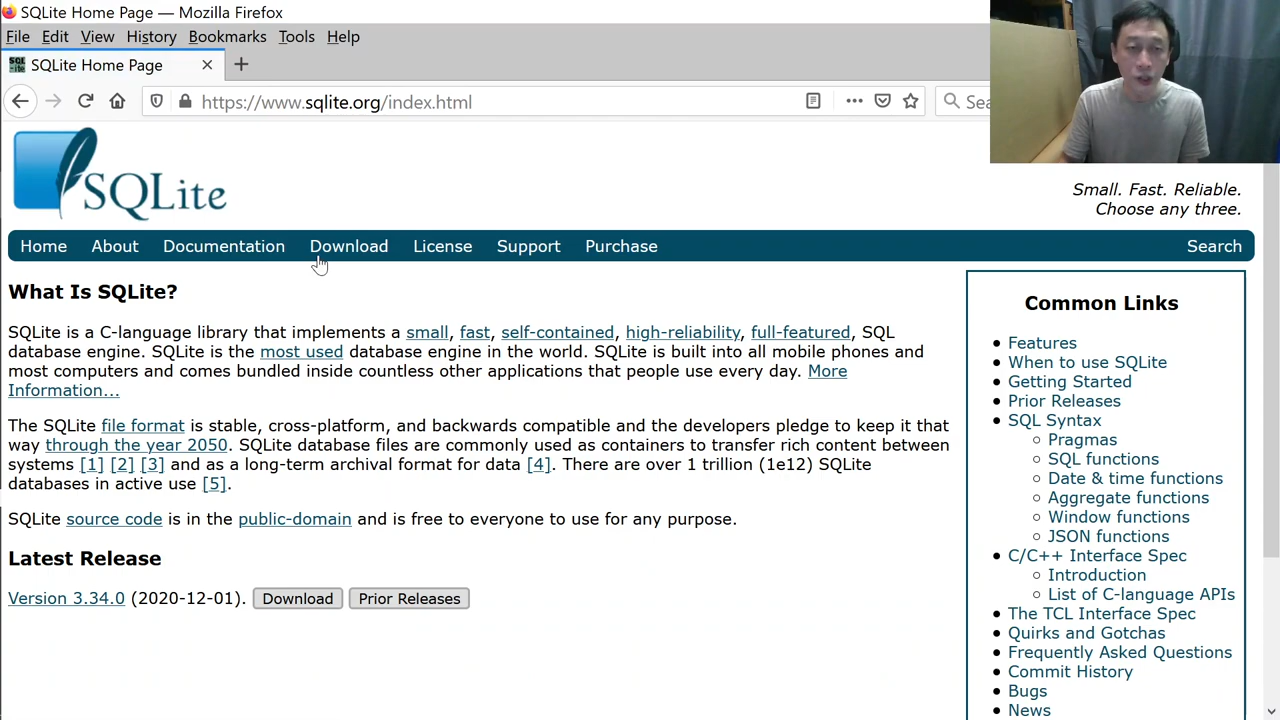 SQLite Home Page — Mozilla Firefox
File Edit View History Bookmarks Tools Help
SQLite Home Page
https://www.sqlite.org/index.html
Sea
SQLite
Small. Fast. Reliable.
Choose any three.
Home About Documentation Download License Support Purchase Search
What Is SQLite?
SQLite is a C-language library that implements a small, fast, self-contained, high-reliability, full-featured, SQL
database engine. SQLite is the most used database engine in the world. SQLite is built into all mobile phones and
most computers and comes bundled inside countless other applications that people use every day. More
Information...
The SQLite file format is stable, cross-platform, and backwards compatible and the developers pledge to keep it that
way through the year 2050. SQLite database files are commonly used as containers to transfer rich content between
systems [1] [2] [3] and as a long-term archival format for data [4]. There are over 1 trillion (1e12) SQLite
databases in active use [5].
SQLite source code is in the public-domain and is free to everyone to use for any purpose.
Latest Release
Version 3.34.0 (2020-12-01). Download Prior Releases
Common Links
Features
When to use SQLite
Getting Started
Prior Releases
SQL Syntax
Pragmas
SQL functions
Date & time functions
Aggregate functions
Window functions
JSON functions
C/C++ Interface Spec
Introduction
List of C-language APIs
The TCL Interface Spec
Quirks and Gotchas
Frequently Asked Questions
Commit History
Bugs
News